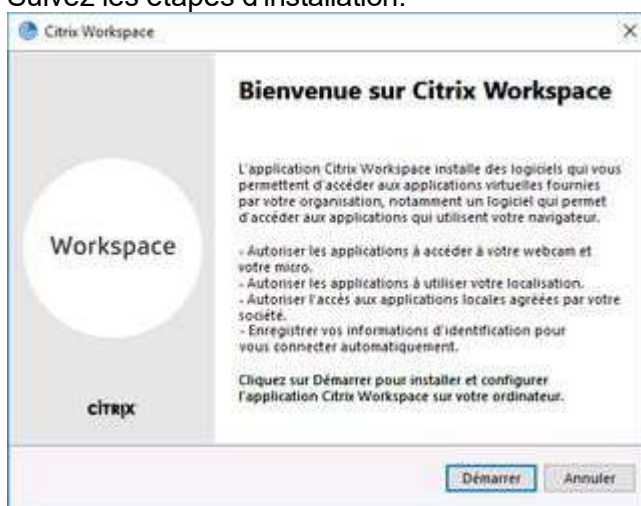 Suivez les étapes d'installation.
Citrix Workspace
Bienvenue sur Citrix Workspace
L'application Citrix Workspace installe des logiciels qui vous
permettent d'accéder aux applications virtuelles fournies
par votre organisation, notamment un logiciel qui permet
d'accéder aux applications qui utilisent votre navigateur.
- Autoriser les applications à accéder à votre webcam et
votre micro.
- Autoriser les applications à utiliser votre localisation.
- Autoriser l'accès aux applications locales agréées par votre
société.
- Enregistrer vos informations d'identification pour
vous connecter automatiquement.
Cliquez sur Démarrer pour installer et configurer
l'application Citrix Workspace sur votre ordinateur.
Workspace
citrix
Démarrer
Annuler